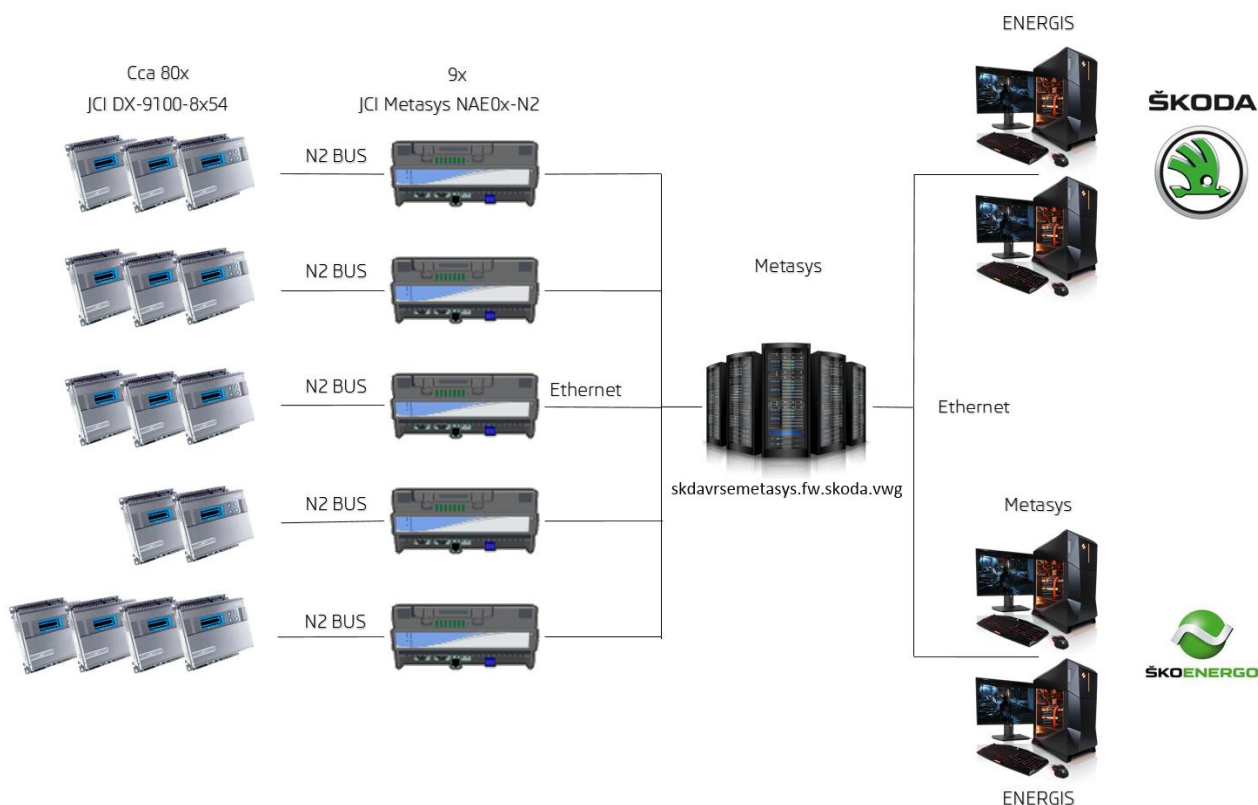 ENERGIS
Cca 80x
JCI DX-9100-8x54
9x
JCI Metasys NAE0x-N2
ŠKODA
N2 BUS
N2 BUS
Metasys
N2 BUS
Ethernet
Ethernet
skdavrsemetasys.fw.skoda.vwg
N2 BUS
Metasys
N2 BUS
ŠKOENERGO
ENERGIS